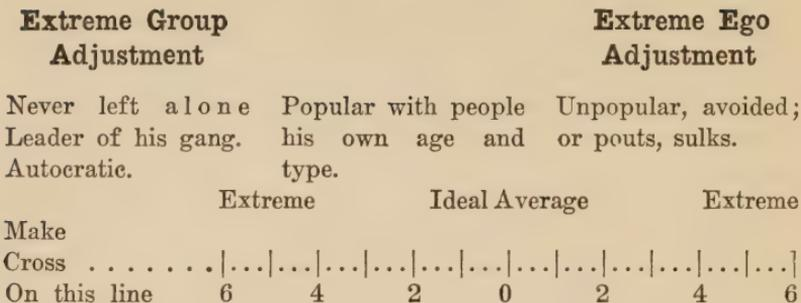 Extreme Group Extreme Ego
Adjustment Adjustment
Never left alone Popular with people Unpopular, avoided;
Leader of his gang. his own age and or pouts, sulks.
Autocratic. type.
Extreme Ideal Average Extreme
Make
Cross . . . . . . . |...|...|...|...|...|...|...|...|...|...|...|...|
On this line 6 4 2 0 2 4 6